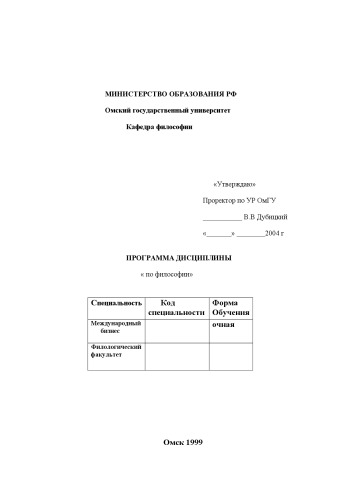 МИНИСТЕРСТВО ОБРАЗОВАНИЯ РФ
Омский государственный университет
Кафедра философии
«Утверждаю»
Проректор по УР ОмГУ
___________ В.В.Дубицкий
«_______» ________2004 г
ПРОГРАММА ДИСЦИПЛИНЫ
« по философии»
Специальность Код специальности Форма Обучения
Международный бизнес очная
Филологический факультет
Омск 1999